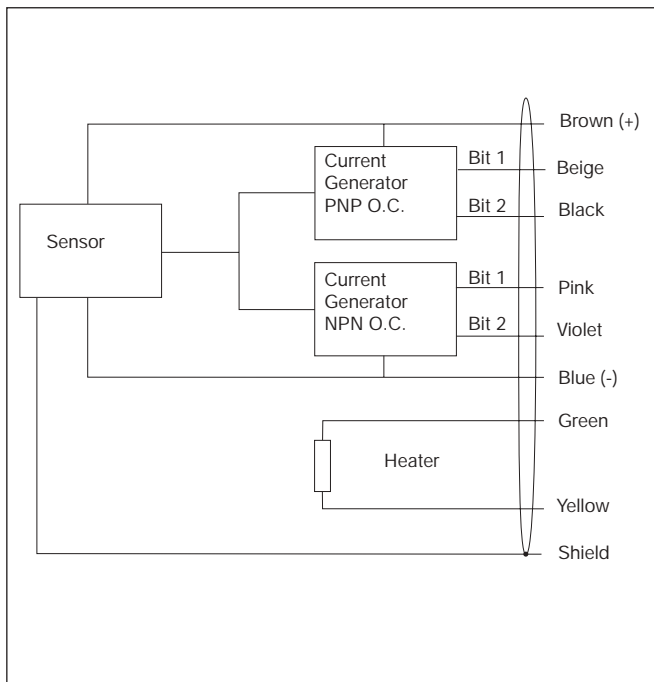 Brown (+)
Current
Generator
PNP O.C.
Bit 1
Beige
Bit 2
Black
Sensor
Current
Generator
NPN O.C.
Bit 1
Pink
Bit 2
Violet
Blue (-)
Green
Heater
Yellow
Shield